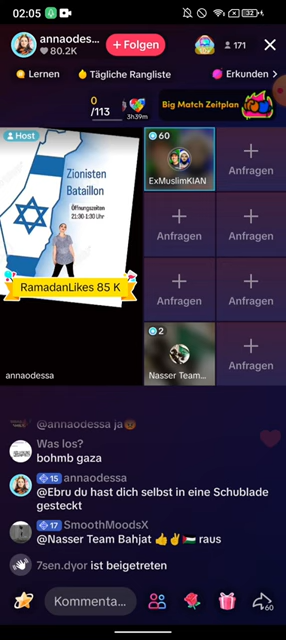 02:05
annaodes...
80.2K
+ Folgen
171
Lernen
Tägliche Rangliste
Erkunden
0
/113
3h39m
Big Match Zeitplan
Host
Zionisten
Bataillon
Öffnungszeiten
21:30-1:30 Uhr
RamadanLikes 85 K
annaodessa
60
ExMuslimKIAN
Anfragen
Anfragen
Anfragen
Anfragen
Anfragen
Anfragen
2
Nasser Team...
Anfragen
@annaodessa ja
Was los?
bohmb gaza
15 annaodessa
@Ebru du hast dich selbst in eine Schublade
gesteckt
17 SmoothMoodsX
@Nasser Team Bahjat 👍✌️🇵🇸 raus
7sen.dyor ist beigetreten
Kommenta...
60